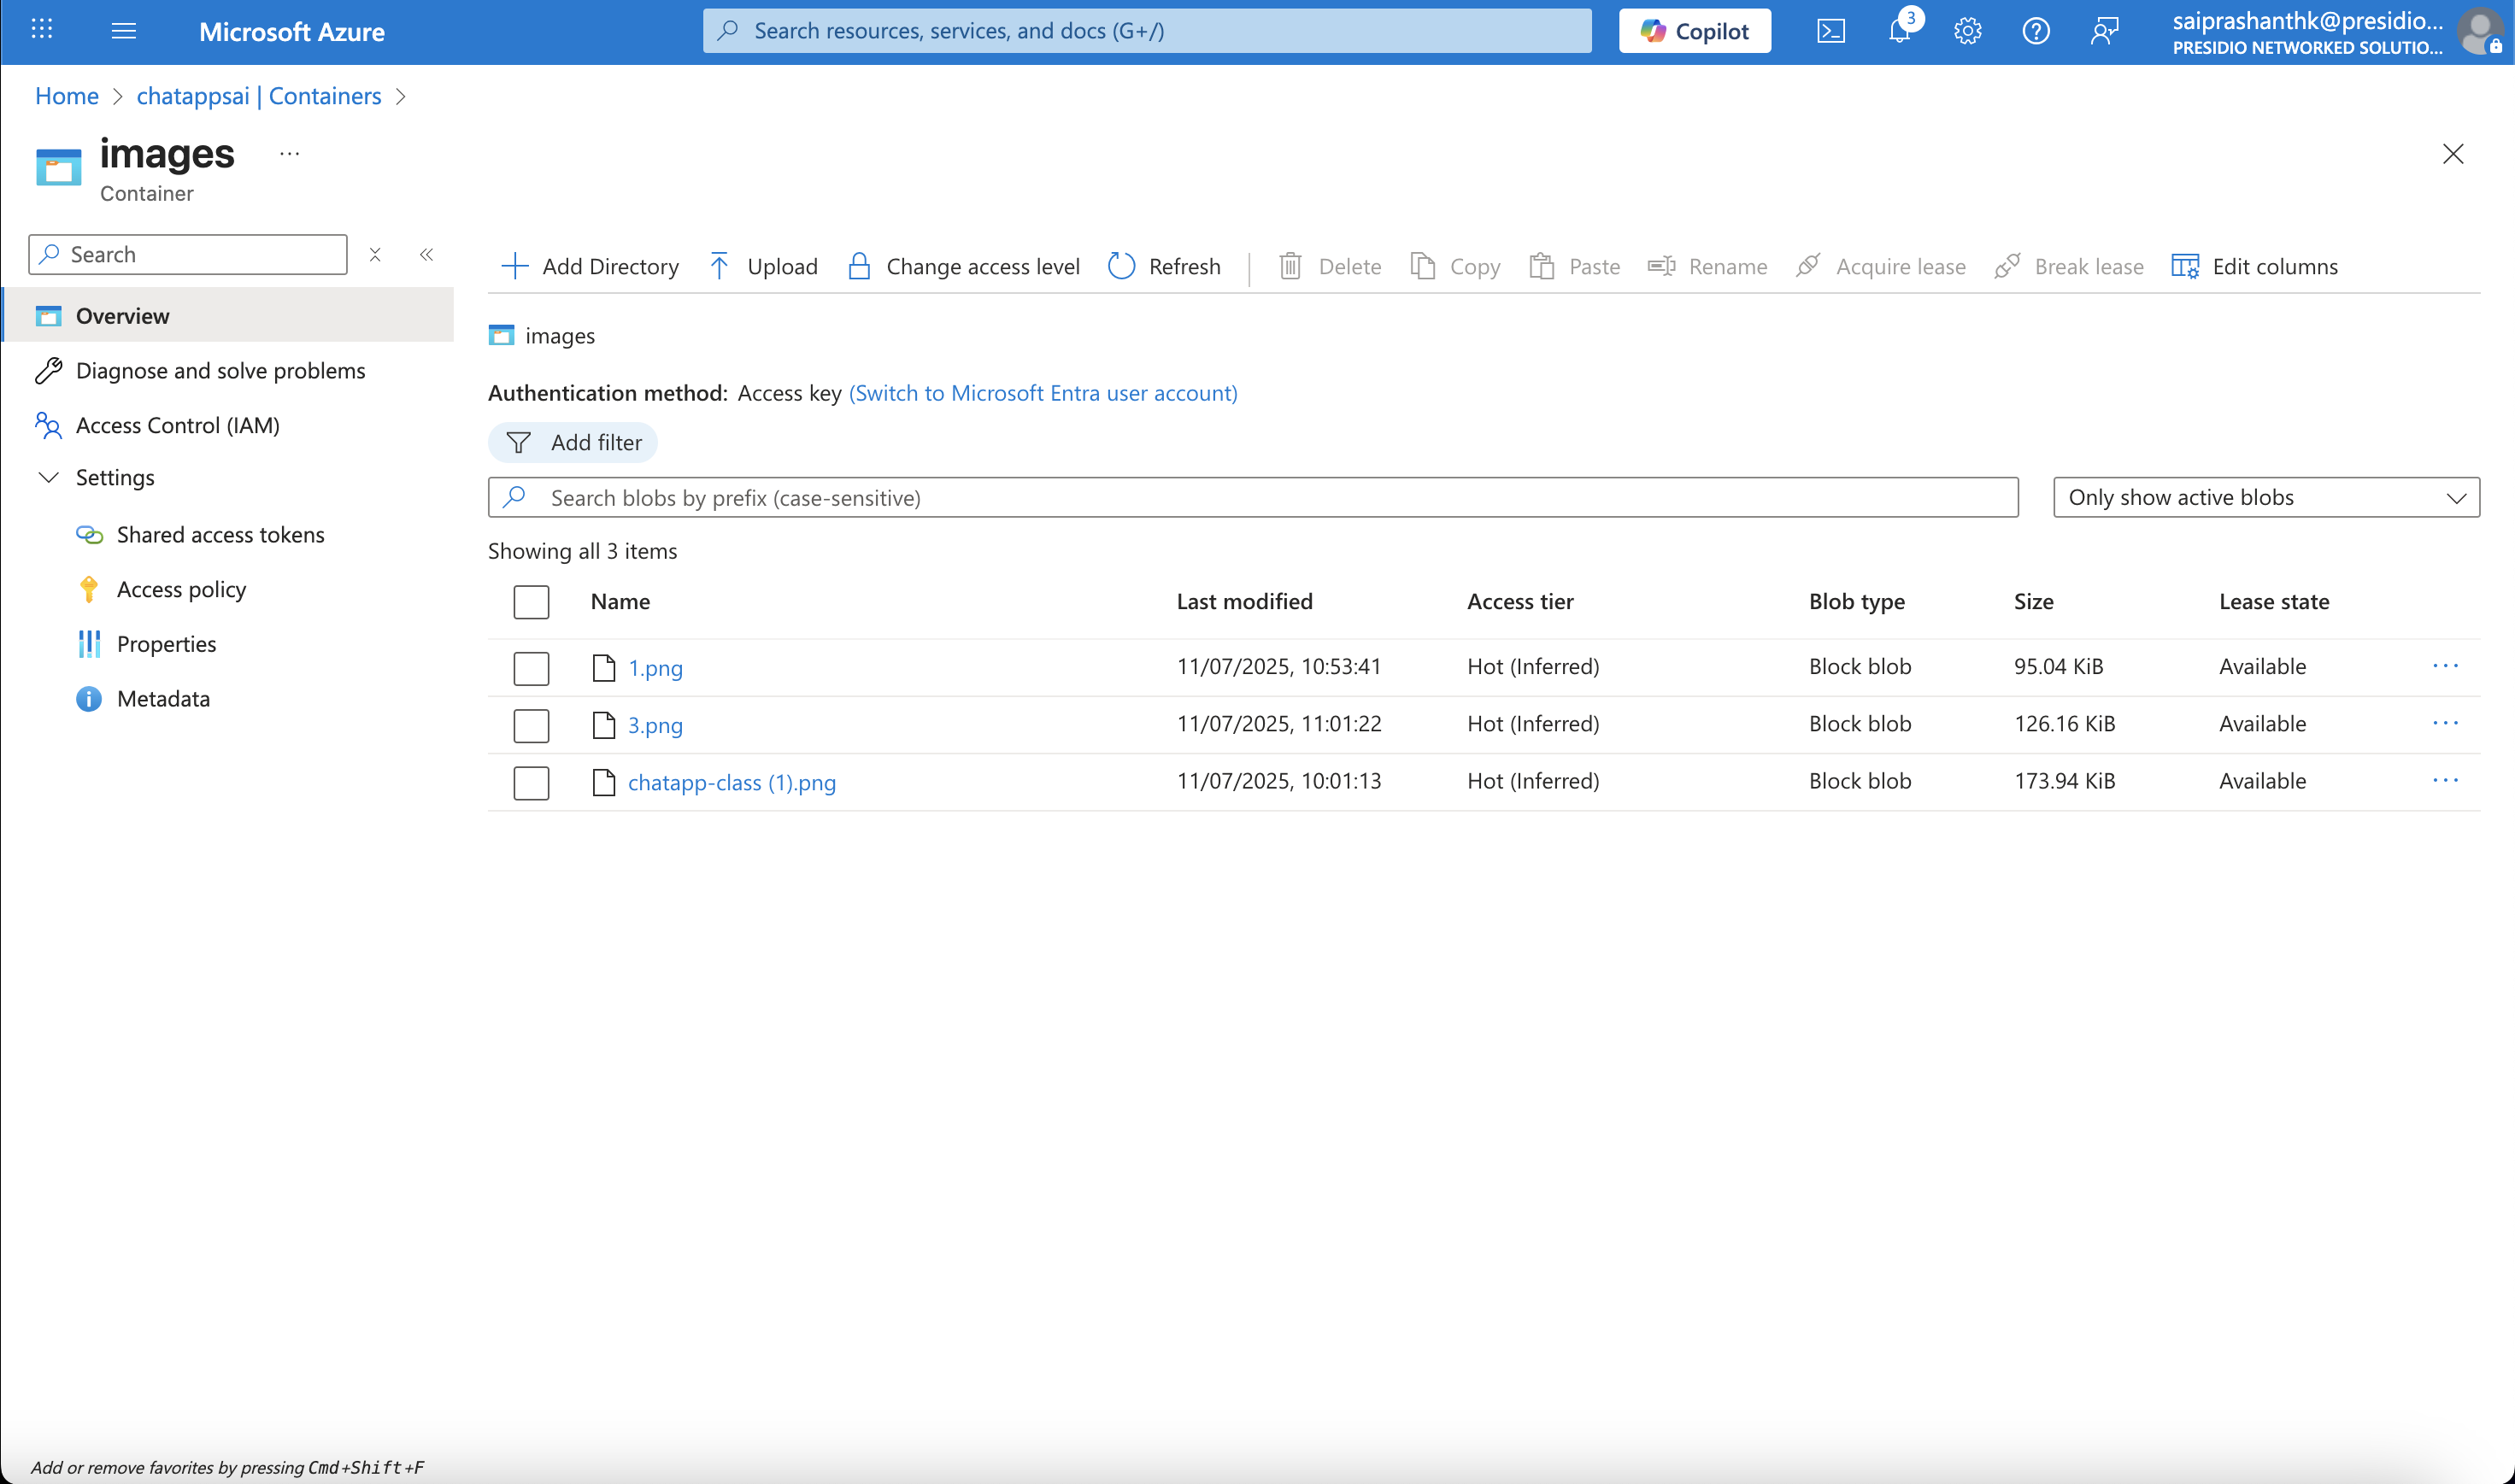 Microsoft Azure
Search resources, services, and docs (G+/)
Copilot
3
saiprashanthk@presidio...
PRESIDIO NETWORKED SOLUTIO...
Home > chatappsai | Containers >
images ...
Container
Search
Add Directory
Upload
Change access level
Refresh
Delete
Copy
Paste
Rename
Acquire lease
Break lease
Edit columns
Overview
Diagnose and solve problems
Access Control (IAM)
Settings
Shared access tokens
Access policy
Properties
Metadata
images
Authentication method: Access key (Switch to Microsoft Entra user account)
Add filter
Search blobs by prefix (case-sensitive)
Only show active blobs
Showing all 3 items
Name Last modified Access tier Blob type Size Lease state
1.png 11/07/2025, 10:53:41 Hot (Inferred) Block blob 95.04 KiB Available ...
3.png 11/07/2025, 11:01:22 Hot (Inferred) Block blob 126.16 KiB Available ...
chatapp-class (1).png 11/07/2025, 10:01:13 Hot (Inferred) Block blob 173.94 KiB Available ...
Add or remove favorites by pressing Cmd+Shift+F